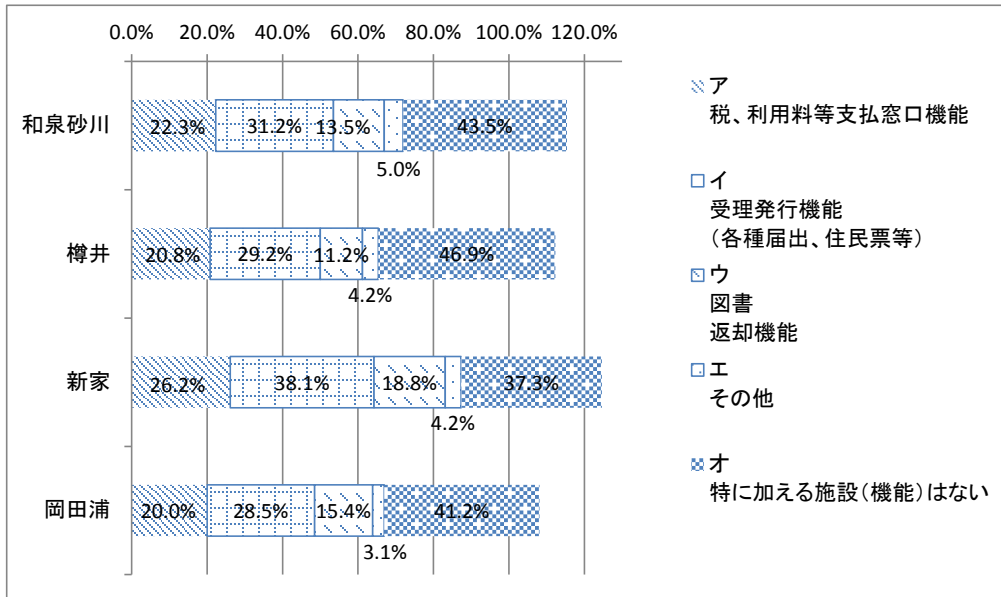 0.0% 20.0% 40.0% 60.0% 80.0% 100.0% 120.0%
和泉砂川
22.3% 31.2% 13.5% 43.5%
5.0%
樽井
20.8% 29.2% 11.2% 46.9%
4.2%
新家
26.2% 38.1% 18.8% 37.3%
4.2%
岡田浦
20.0% 28.5% 15.4% 41.2%
3.1%
ア
税、利用料等支払窓口機能
イ
受理発行機能
(各種届出、住民票等)
ウ
図書
返却機能
エ
その他
オ
特に加える施設(機能)はない